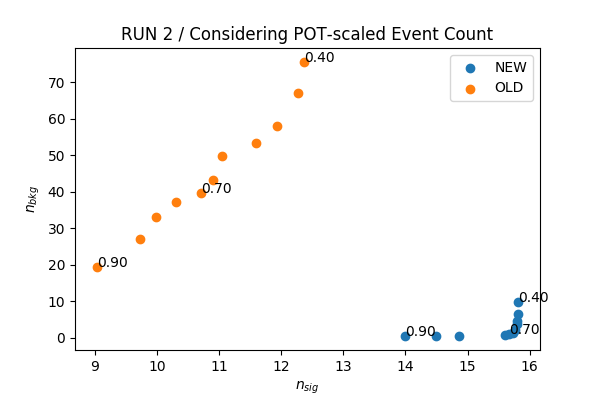 RUN 2 / Considering POT-scaled Event Count
NEW
OLD
0.40
0.70
0.90
0.40
0.70
0.90
70
60
50
40
30
20
10
0
n_bkg
9 10 11 12 13 14 15 16
n_sig